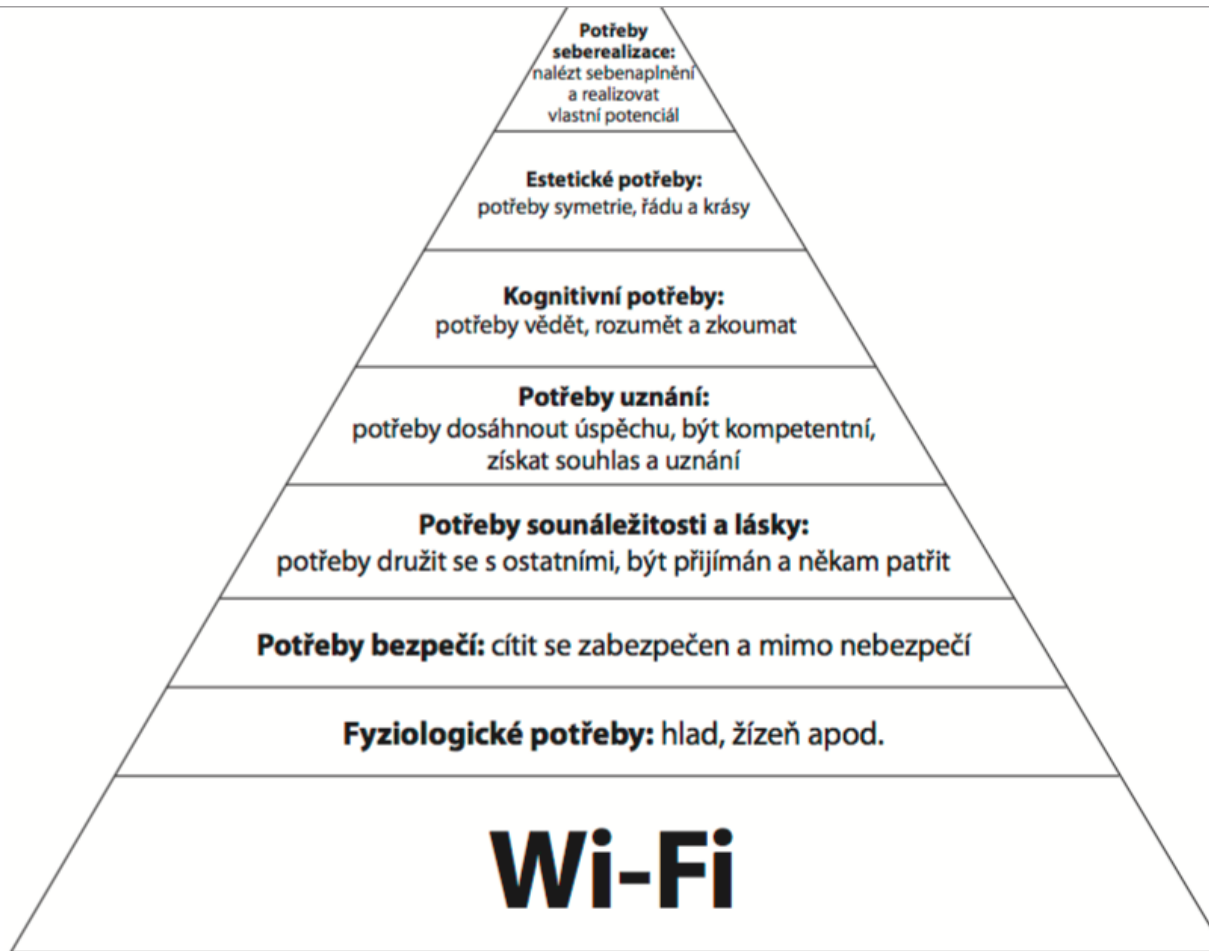 Potřeby
seberealizace:
nalézt sebenaplnění
a realizovat
vlastní potenciál
Estetické potřeby:
potřeby symetrie, řádu a krásy
Kognitivní potřeby:
potřeby vědět, rozumět a zkoumat
Potřeby uznání:
potřeby dosáhnout úspěchu, být kompetentní,
získat souhlas a uznání
Potřeby sounáležitosti a lásky:
potřeby družit se s ostatními, být přijímán a někam patřit
Potřeby bezpečí: cítit se zabezpečen a mimo nebezpečí
Fyziologické potřeby: hlad, žízeň apod.
Wi-Fi